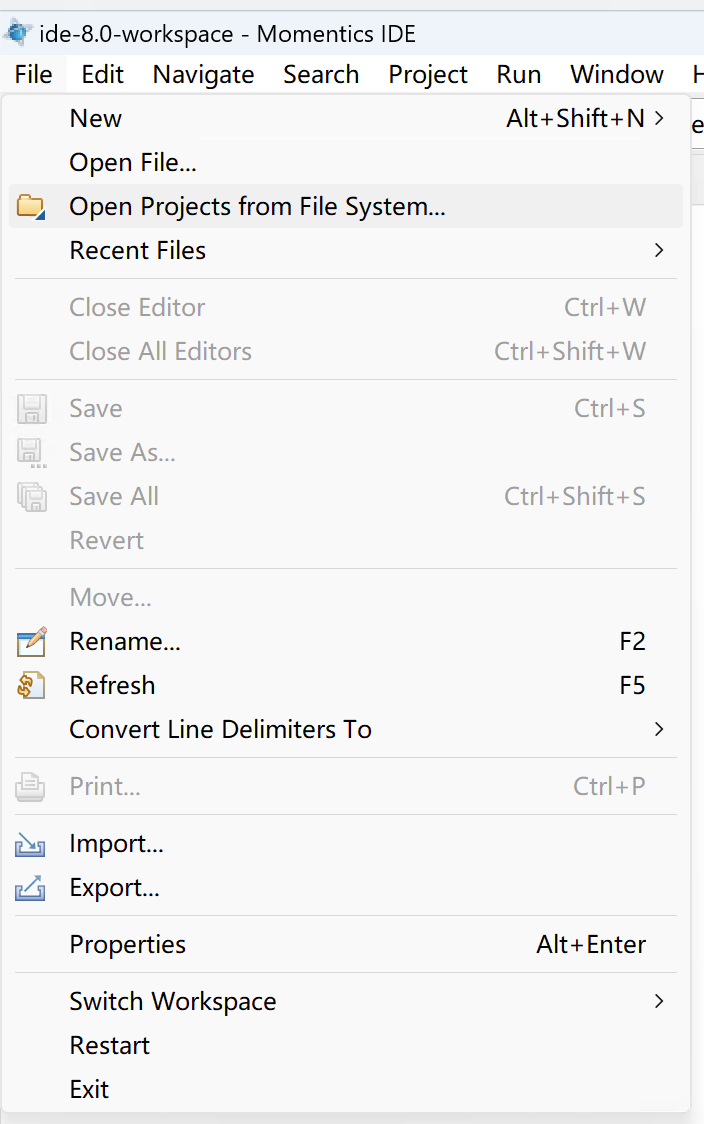 ide-8.0-workspace - Momentics IDE
File Edit Navigate Search Project Run Window
New Alt+Shift+N >
Open File...
Open Projects from File System...
Recent Files >
Close Editor Ctrl+W
Close All Editors Ctrl+Shift+W
Save Ctrl+S
Save As...
Save All Ctrl+Shift+S
Revert
Move...
Rename... F2
Refresh F5
Convert Line Delimiters To >
Print... Ctrl+P
Import...
Export...
Properties Alt+Enter
Switch Workspace >
Restart
Exit